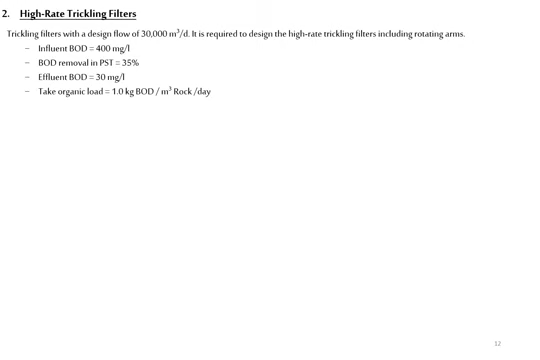 2. High-Rate Trickling Filters
Trickling filters with a design flow of 30,000 m³/d. It is required to design the high-rate trickling filters including rotating arms.
– Influent BOD = 400 mg/l
– BOD removal in PST = 35%
– Effluent BOD = 30 mg/l
– Take organic load = 1.0 kg BOD / m³ Rock /day
12